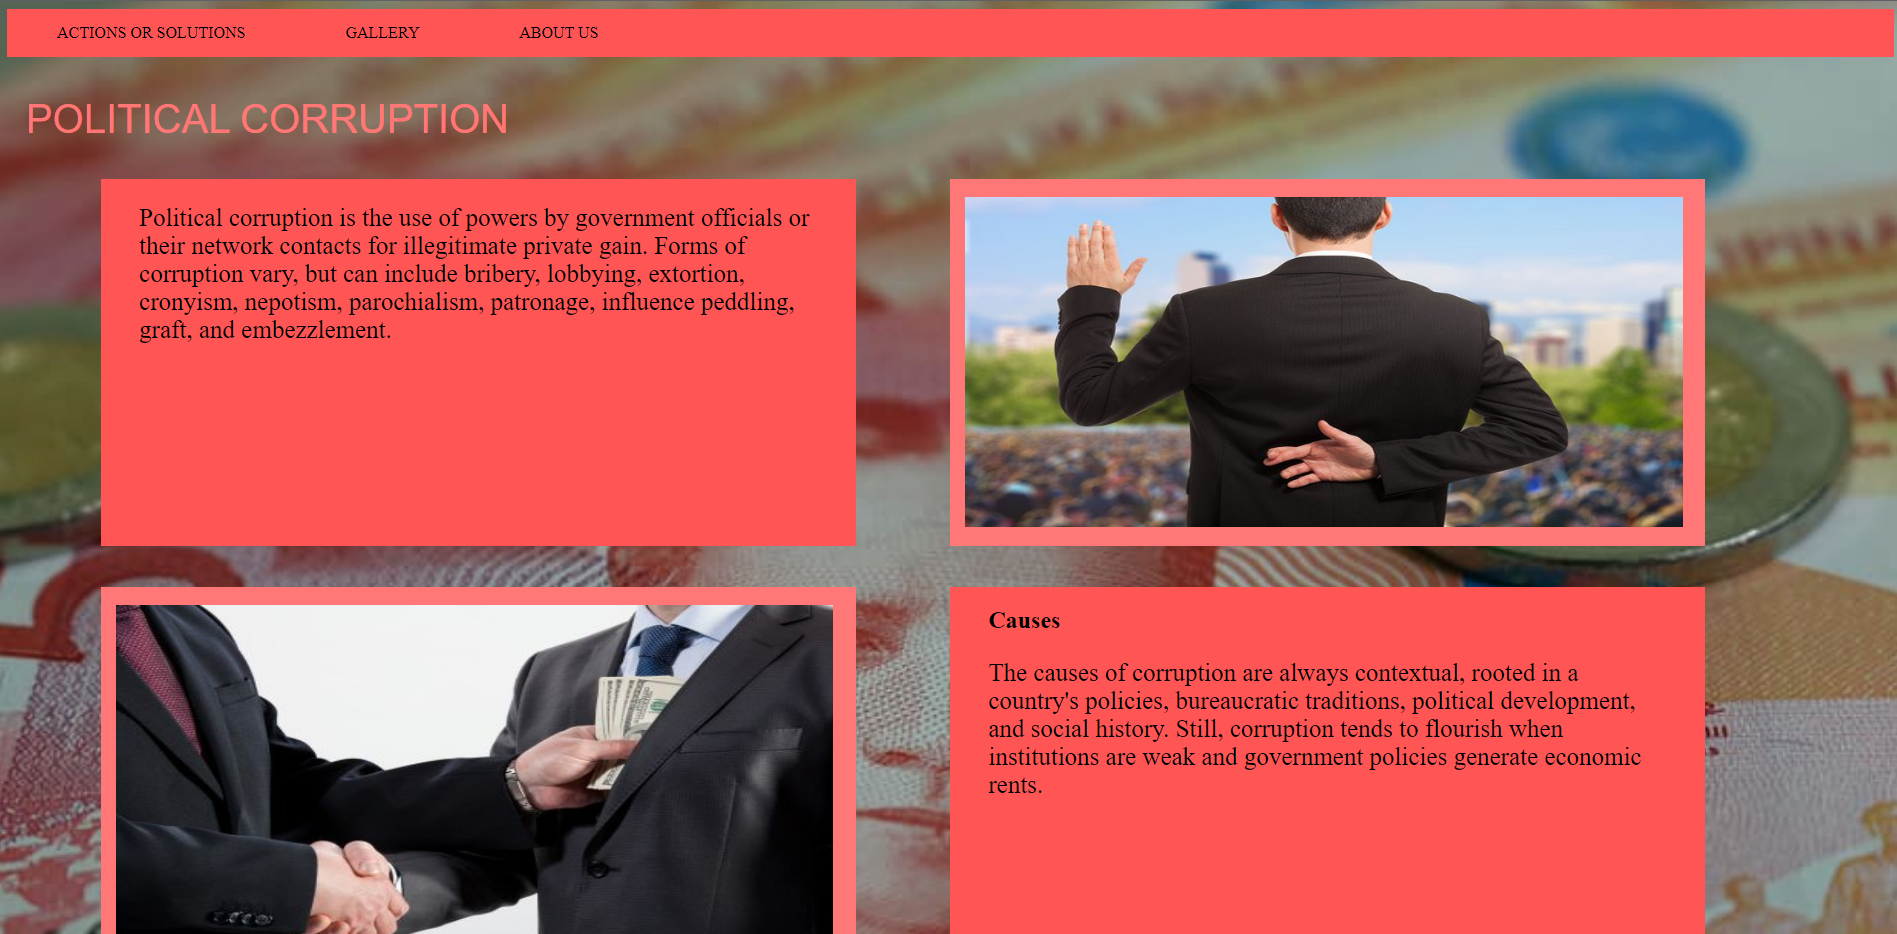 ACTIONS OR SOLUTIONS GALLERY ABOUT US
POLITICAL CORRUPTION
Political corruption is the use of powers by government officials or
their network contacts for illegitimate private gain. Forms of
corruption vary, but can include bribery, lobbying, extortion,
cronyism, nepotism, parochialism, patronage, influence peddling,
graft, and embezzlement.
Causes
The causes of corruption are always contextual, rooted in a
country's policies, bureaucratic traditions, political development,
and social history. Still, corruption tends to flourish when
institutions are weak and government policies generate economic
rents.